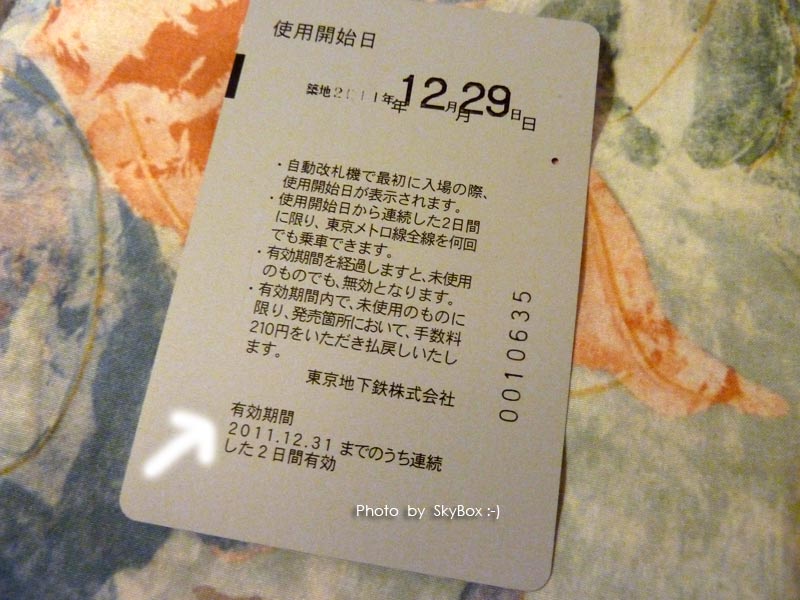 使用開始日
築地2011年年12月月29日日
・自動改札機で最初に入場の際、
使用開始日が表示されます。
・使用開始日から連続した2日間
に限り、東京メトロ線全線を何回
でも乗車できます。
・有効期間を経過しますと、未使用
のものでも、無効となります。
・有効期間内で、未使用のものに
限り、発売箇所において、手数料
210円をいただき払戻しいたし
ます。
東京地下鉄株式会社
0010635
有効期間
2011.12.31 までのうち連続
した2日間有効
Photo by SkyBox :-)